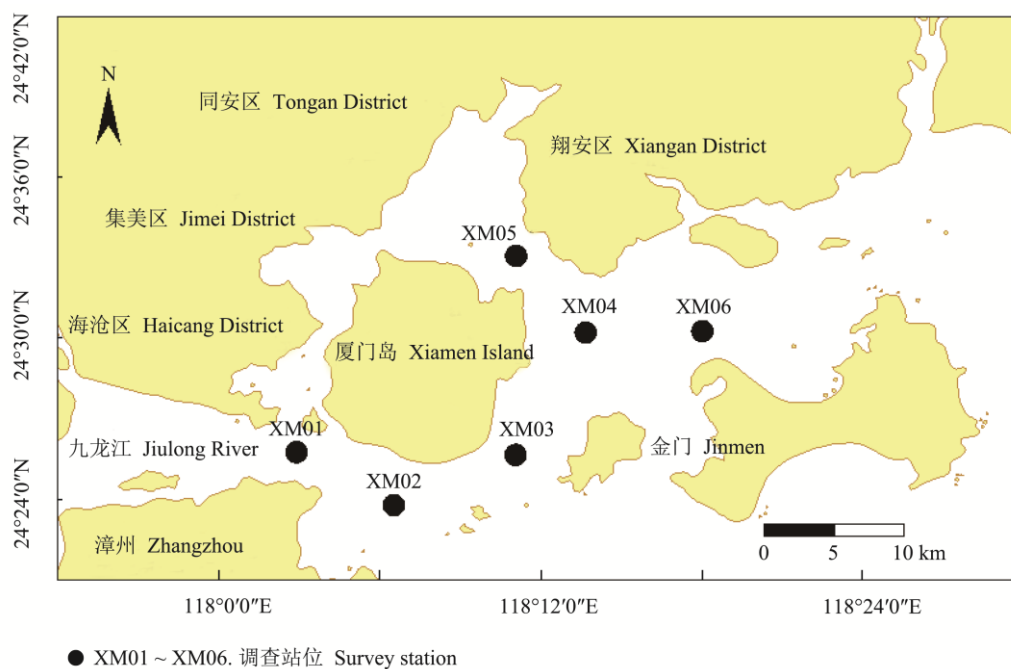 24°42′0″N
N
同安区 Tongan District
翔安区 Xiangan District
24°36′0″N
集美区 Jimei District
XM05
XM04
XM06
海沧区 Haicang District
24°30′0″N
厦门岛 Xiamen Island
XM01
XM03
九龙江 Jiulong River
金门 Jinmen
XM02
24°24′0″N
漳州 Zhangzhou
0 5 10 km
118°0′0″E 118°12′0″E 118°24′0″E
XM01 ~ XM06. 调查站位 Survey station